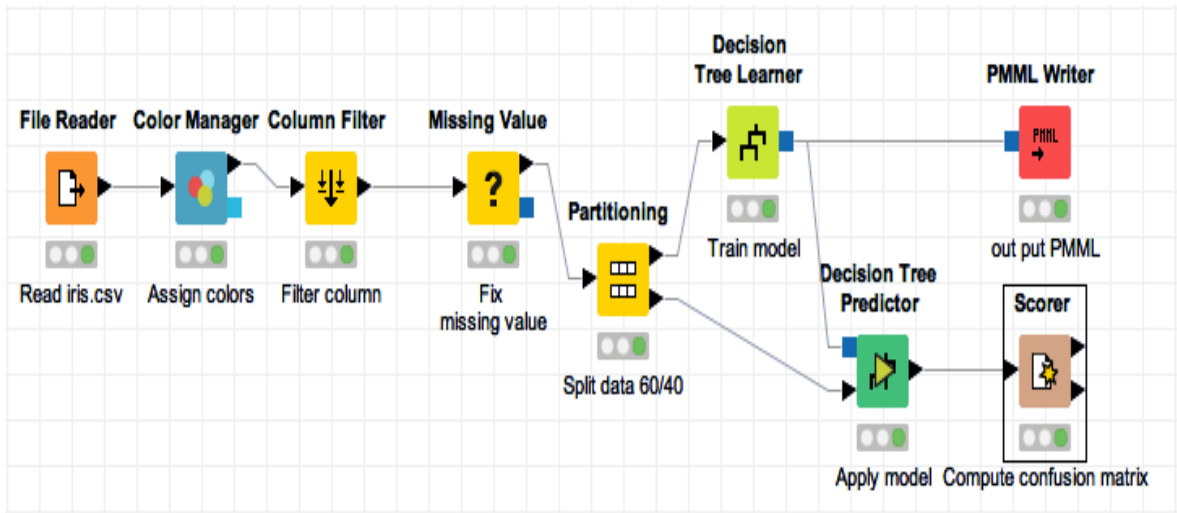 File Reader
Read iris.csv
Color Manager
Assign colors
Column Filter
Filter column
Missing Value
?
Fix
missing value
Partitioning
Split data 60/40
Decision
Tree Learner
Train model
PMML Writer
PMML
out put PMML
Decision Tree
Predictor
Apply model
Scorer
Compute confusion matrix